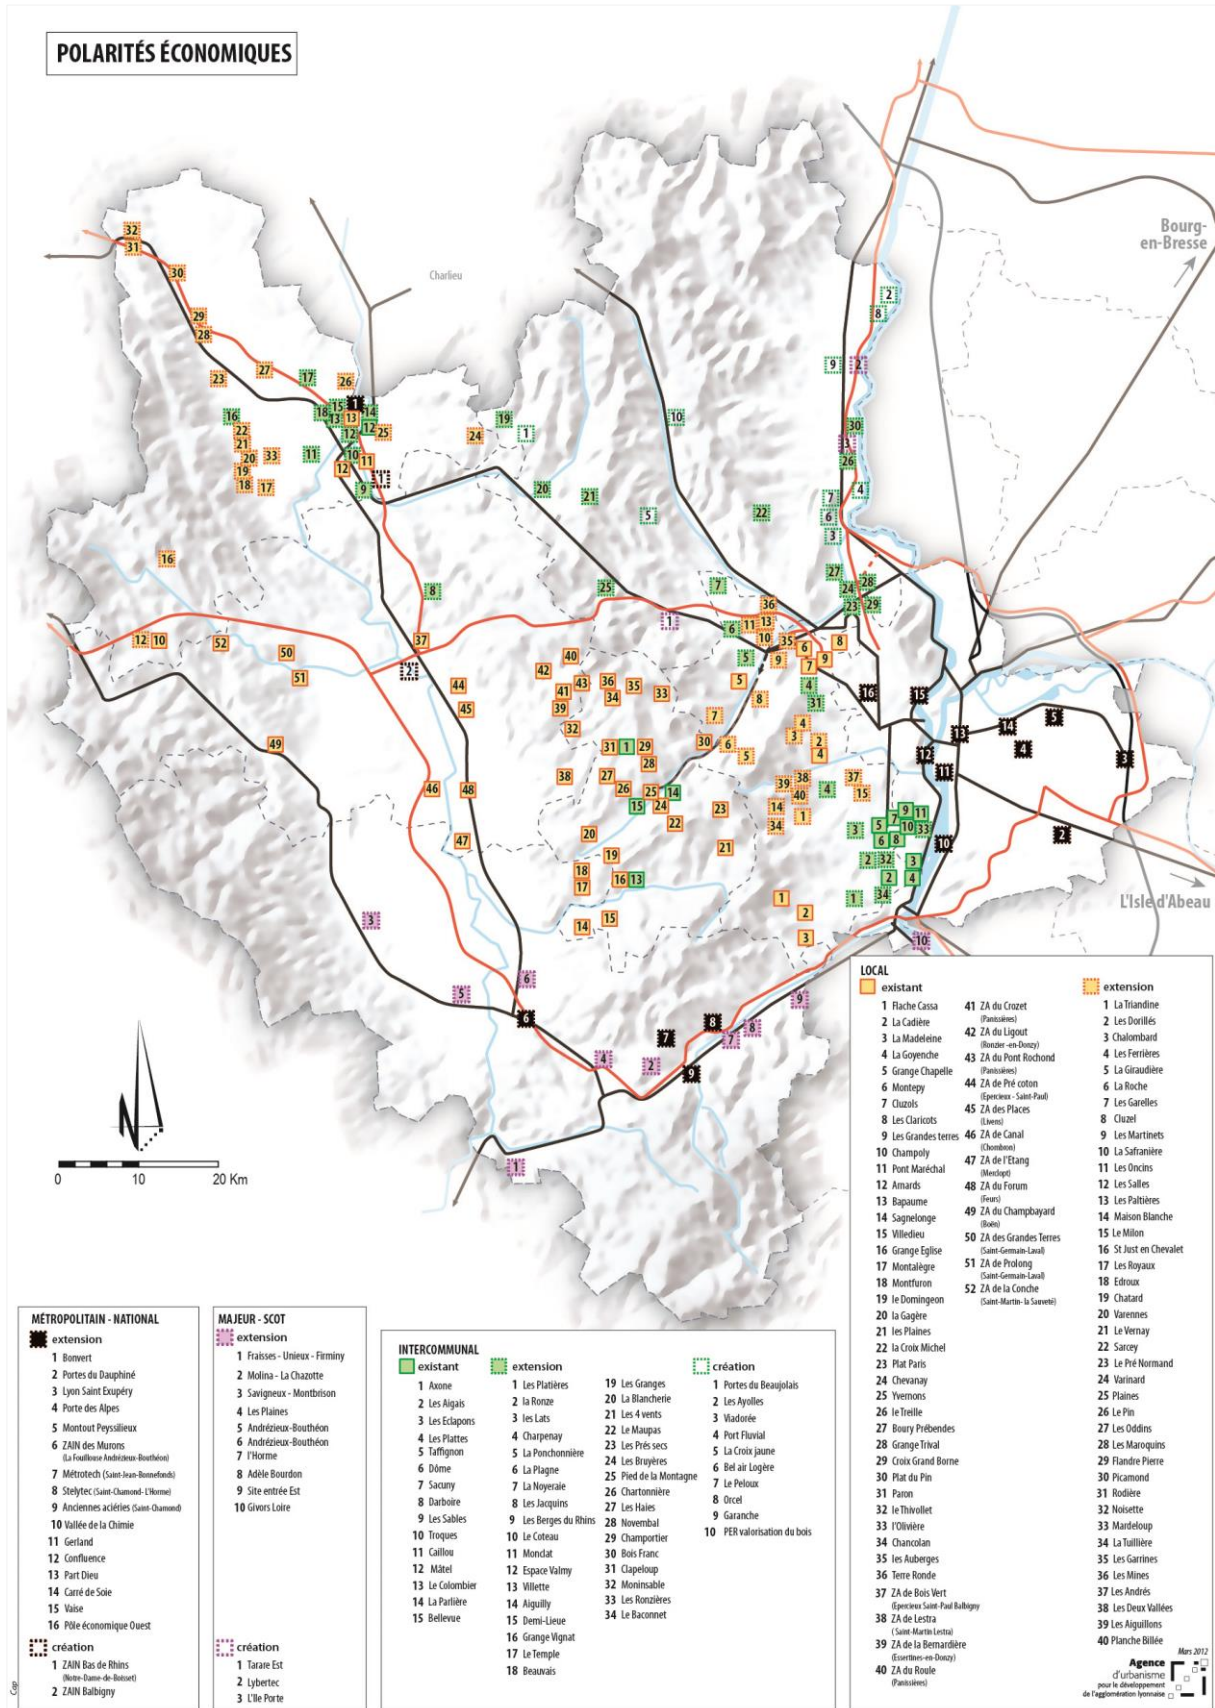 POLARITÉS ÉCONOMIQUES
Charlieu
Bourg-
en-Bresse
L'Isle d'Abeau
0 10 20 Km
MÉTROPOLITAIN - NATIONAL
extension
1 Bonvert
2 Portes du Dauphiné
3 Lyon Saint Exupéry
4 Porte des Alpes
5 Montout Peyssilieux
6 ZAIN des Murons
(La Fouillouse Andrézieux-Bouthéon)
7 Métrotech (Saint-Jean-Bonnefonds)
8 Stelytec (Saint-Chamond - L'Horme)
9 Anciennes aciéries (Saint-Chamond)
10 Vallée de la Chimie
11 Gerland
12 Confluence
13 Part Dieu
14 Carré de Soie
15 Vaise
16 Pôle économique Ouest
création
1 ZAIN Bas de Rhins
(Notre-Dame-de-Boisset)
2 ZAIN Balbigny
MAJEUR - SCOT
extension
1 Fraisses - Unieux - Firminy
2 Molina - La Chazotte
3 Savigneux - Montbrison
4 Les Plaines
5 Andrézieux-Bouthéon
6 Andrézieux-Bouthéon
7 l'Horme
8 Adèle Bourdon
9 Site entrée Est
10 Givors Loire
création
1 Tarare Est
2 Lybertec
3 L'Ile Porte
INTERCOMMUNAL
existant
1 Axone
2 Les Aigais
3 Les Eclapons
4 Les Plattes
5 Taffignon
6 Dôme
7 Sacuny
8 Darboire
9 Les Sables
10 Troques
11 Caillou
12 Mâtel
13 Le Colombier
14 La Parlière
15 Bellevue
extension
1 Les Platières
2 la Ronze
3 les Lats
4 Charpenay
5 La Ponchonnière
6 La Plagne
7 La Noyeraie
8 Les Jacquins
9 Les Berges du Rhins
10 Le Coteau
11 Monclat
12 Espace Valmy
13 Villette
14 Aiguilly
15 Demi-Lieue
16 Grange Vignat
17 Le Temple
18 Beauvais
19 Les Granges
20 La Blancherie
21 Les 4 vents
22 Le Maupas
23 Les Prés secs
24 Les Bruyères
25 Pied de la Montagne
26 Chartonnière
27 Les Haies
28 Novembal
29 Champortier
30 Bois Franc
31 Clapeloup
32 Moninsable
33 Les Ronzières
34 Le Baconnet
création
1 Portes du Beaujolais
2 Les Ayolles
3 Viadorée
4 Port Fluvial
5 La Croix jaune
6 Bel air Logère
7 Le Peloux
8 Orcel
9 Garanche
10 PER valorisation du bois
LOCAL
existant
1 Flache Cassa
2 La Cadière
3 La Madeleine
4 La Goyenche
5 Grange Chapelle
6 Montepy
7 Cluzols
8 Les Claricots
9 Les Grandes terres
10 Champoly
11 Pont Maréchal
12 Arnards
13 Bapaume
14 Sagnelonge
15 Villedieu
16 Grange Eglise
17 Montalègre
18 Montfuron
19 le Domingeon
20 la Gagère
21 les Plaines
22 la Croix Michel
23 Plat Paris
24 Chevanay
25 Yvernons
26 le Treille
27 Boury Prébendes
28 Grange Trival
29 Croix Grand Borne
30 Plat du Pin
31 Paron
32 le Thivollet
33 l'Olivière
34 Chancolan
35 les Auberges
36 Terre Ronde
37 ZA de Bois Vert
(Epercieux Saint-Paul Balbigny
38 ZA de Lestra
( Saint-Martin Lestra)
39 ZA de la Bernardière
(Essertines-en-Donzy)
40 ZA du Roule
(Panissières)
41 ZA du Crozet
(Panissières)
42 ZA du Ligout
(Ronzier -en-Donzy)
43 ZA du Pont Rochond
(Panissières)
44 ZA de Pré coton
(Epercieux - Saint-Paul)
45 ZA des Places
(Livens)
46 ZA de Canal
(Chombron)
47 ZA de l'Etang
(Merclopt)
48 ZA du Forum
(Feurs)
49 ZA du Champbayard
(Boën)
50 ZA des Grandes Terres
(Saint-Germain-Laval)
51 ZA de Prolong
(Saint-Germain-Laval)
52 ZA de la Conche
(Saint-Martin- la Sauveté)
extension
1 La Triandine
2 Les Dorillés
3 Chalombard
4 Les Ferrières
5 La Giraudière
6 La Roche
7 Les Garelles
8 Cluzel
9 Les Martinets
10 La Safranière
11 Les Oncins
12 Les Salles
13 Les Paltières
14 Maison Blanche
15 Le Milon
16 St Just en Chevalet
17 Les Royaux
18 Edroux
19 Chatard
20 Varennes
21 Le Vernay
22 Sarcey
23 Le Pré Normand
24 Varinard
25 Plaines
26 Le Pin
27 Les Oddins
28 Les Maroquins
29 Flandre Pierre
30 Picamond
31 Rodière
32 Noisette
33 Mardeloup
34 La Tuillière
35 Les Garrines
36 Les Mines
37 Les Andrés
38 Les Deux Vallées
39 Les Aiguillons
40 Planche Billée
Mars 2012
Agence
d'urbanisme
pour le développement
de l'agglomération lyonnaise
Cap